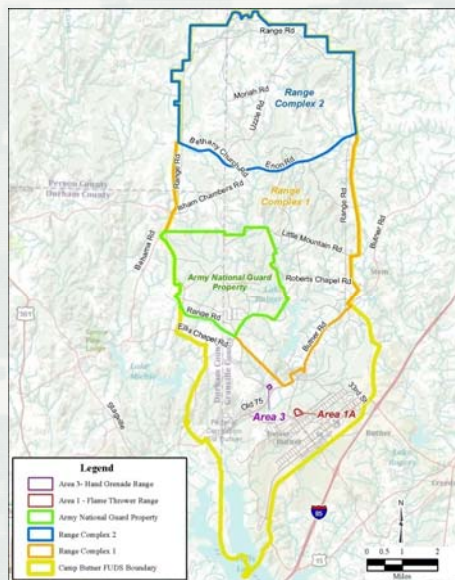 Range Rd
Moriah Rd
Uzzle Rd
Range
Complex 2
Bethany Church Rd
Enon Rd
Range Rd
Person County
Durham County
Isham Chambers Rd
Range
Complex 1
Range Rd
Butner Rd
Bahama Rd
Little Mountain Rd
Army National Guard
Property
Roberts Chapel Rd
Range Rd
Butner Rd
Old 75
33rd St
Area 3
Area 1A
Butner
85
15
N
Legend
Area 3- Hand Grenade Range
Area 1 - Flame Thrower Range
Army National Guard Property
Range Complex 2
Range Complex 1
Camp Butner FUDS Boundary
0 0.5 1 2
Miles